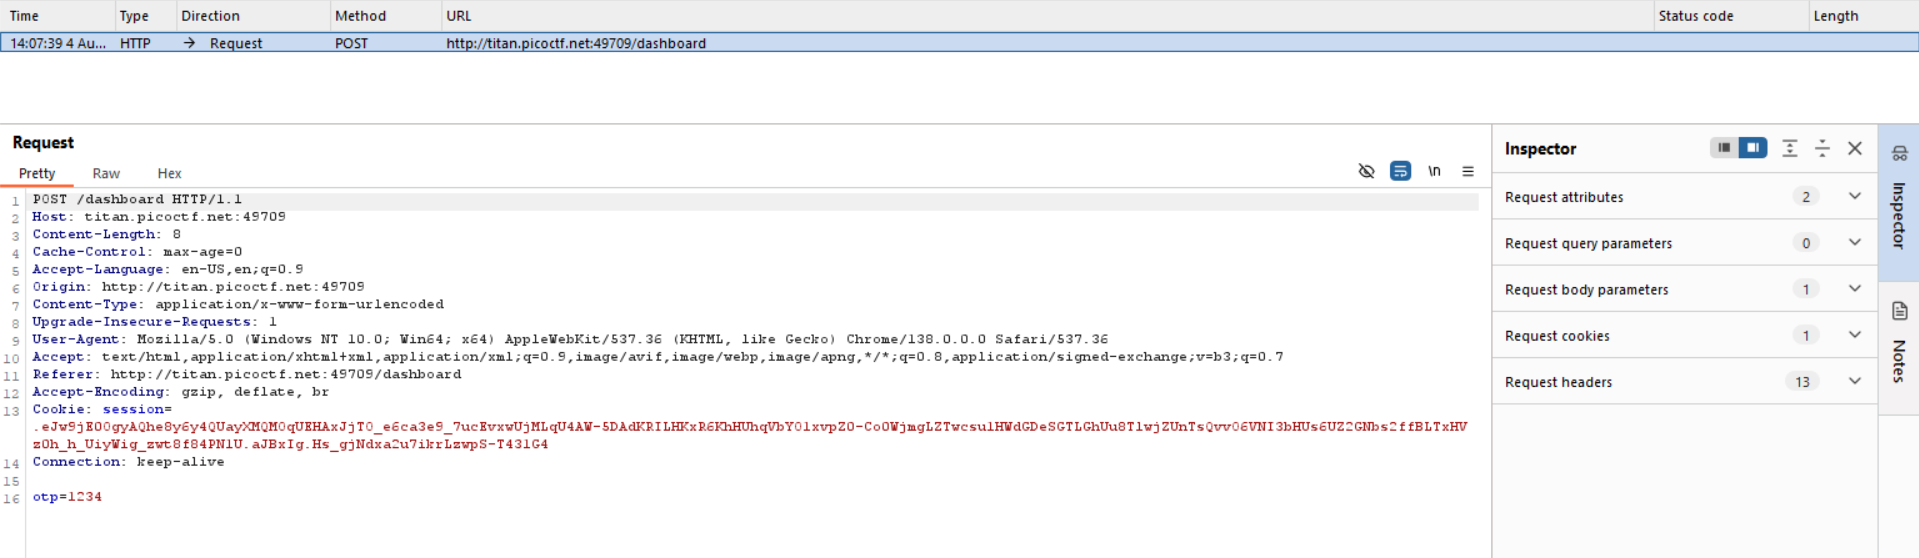 Time Type Direction Method URL Status code Length
14:07:39 4 Au... HTTP → Request POST http://titan.picoctf.net:49709/dashboard
Request
Pretty Raw Hex
\n
1 POST /dashboard HTTP/1.1
2 Host: titan.picoctf.net:49709
3 Content-Length: 8
4 Cache-Control: max-age=0
5 Accept-Language: en-US,en;q=0.9
6 Origin: http://titan.picoctf.net:49709
7 Content-Type: application/x-www-form-urlencoded
8 Upgrade-Insecure-Requests: 1
9 User-Agent: Mozilla/5.0 (Windows NT 10.0; Win64; x64) AppleWebKit/537.36 (KHTML, like Gecko) Chrome/138.0.0.0 Safari/537.36
10 Accept: text/html,application/xhtml+xml,application/xml;q=0.9,image/avif,image/webp,image/apng,*/*;q=0.8,application/signed-exchange;v=b3;q=0.7
11 Referer: http://titan.picoctf.net:49709/dashboard
12 Accept-Encoding: gzip, deflate, br
13 Cookie: session=
14 Connection: keep-alive
15
16 otp=1234
Inspector
Request attributes 2
Request query parameters 0
Request body parameters 1
Request cookies 1
Request headers 13
Inspector
Notes